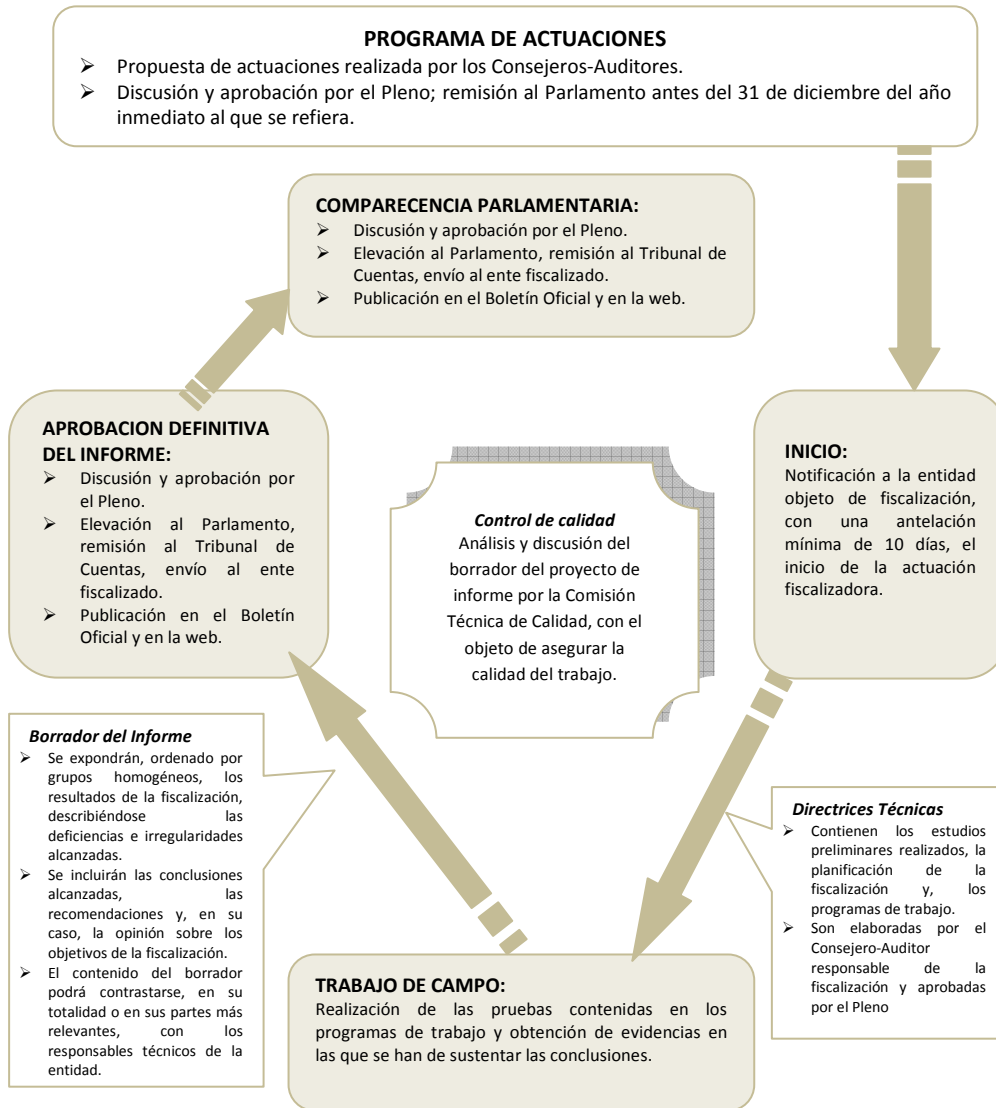 PROGRAMA DE ACTUACIONES
➢ Propuesta de actuaciones realizada por los Consejeros-Auditores.
➢ Discusión y aprobación por el Pleno; remisión al Parlamento antes del 31 de diciembre del año
inmediato al que se refiera.
COMPARECENCIA PARLAMENTARIA:
➢ Discusión y aprobación por el Pleno.
➢ Elevación al Parlamento, remisión al Tribunal de
Cuentas, envío al ente fiscalizado.
➢ Publicación en el Boletín Oficial y en la web.
APROBACION DEFINITIVA
DEL INFORME:
➢ Discusión y aprobación por
el Pleno.
➢ Elevación al Parlamento,
remisión al Tribunal de
Cuentas, envío al ente
fiscalizado.
➢ Publicación en el Boletín
Oficial y en la web.
Control de calidad
Análisis y discusión del
borrador del proyecto de
informe por la Comisión
Técnica de Calidad, con el
objeto de asegurar la
calidad del trabajo.
INICIO:
Notificación a la entidad
objeto de fiscalización,
con una antelación
mínima de 10 días, el
inicio de la actuación
fiscalizadora.
Borrador del Informe
➢ Se expondrán, ordenado por
grupos homogéneos, los
resultados de la fiscalización,
describiéndose las
deficiencias e irregularidades
alcanzadas.
➢ Se incluirán las conclusiones
alcanzadas, las
recomendaciones y, en su
caso, la opinión sobre los
objetivos de la fiscalización.
➢ El contenido del borrador
podrá contrastarse, en su
totalidad o en sus partes más
relevantes, con los
responsables técnicos de la
entidad.
Directrices Técnicas
➢ Contienen los estudios
preliminares realizados, la
planificación de la
fiscalización y, los
programas de trabajo.
➢ Son elaboradas por el
Consejero-Auditor
responsable de la
fiscalización y aprobadas
por el Pleno
TRABAJO DE CAMPO:
Realización de las pruebas contenidas en los
programas de trabajo y obtención de evidencias en
las que se han de sustentar las conclusiones.